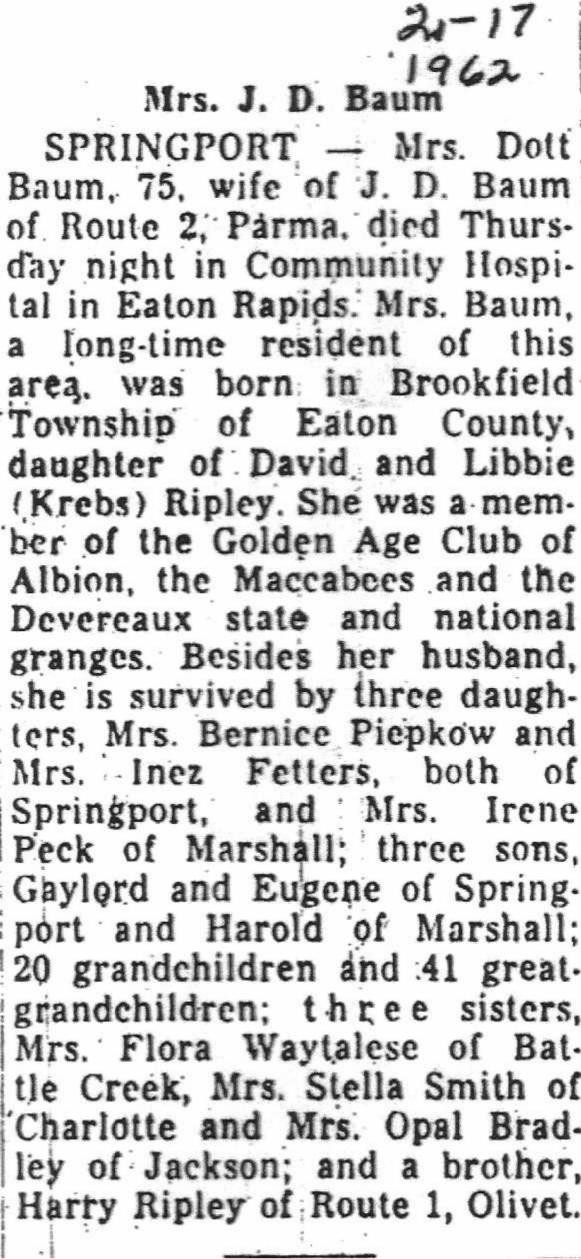 2-17
1962
Mrs. J. D. Baum
SPRINGPORT — Mrs. Dott
Baum, 75, wife of J. D. Baum
of Route 2, Parma, died Thurs-
day night in Community Hospi-
tal in Eaton Rapids. Mrs. Baum,
a long-time resident of this
area, was born in Brookfield
Township of Eaton County,
daughter of David and Libbie
(Krebs) Ripley. She was a mem-
ber of the Golden Age Club of
Albion, the Maccabees and the
Devereaux state and national
granges. Besides her husband,
she is survived by three daugh-
ters, Mrs. Bernice Piepkow and
Mrs. Inez Fetters, both of
Springport, and Mrs. Irene
Peck of Marshall; three sons,
Gaylord and Eugene of Spring-
port and Harold of Marshall;
20 grandchildren and 41 great-
grandchildren; three sisters,
Mrs. Flora Waytalese of Bat-
tle Creek, Mrs. Stella Smith of
Charlotte and Mrs. Opal Brad-
ley of Jackson; and a brother,
Harry Ripley of Route 1, Olivet.